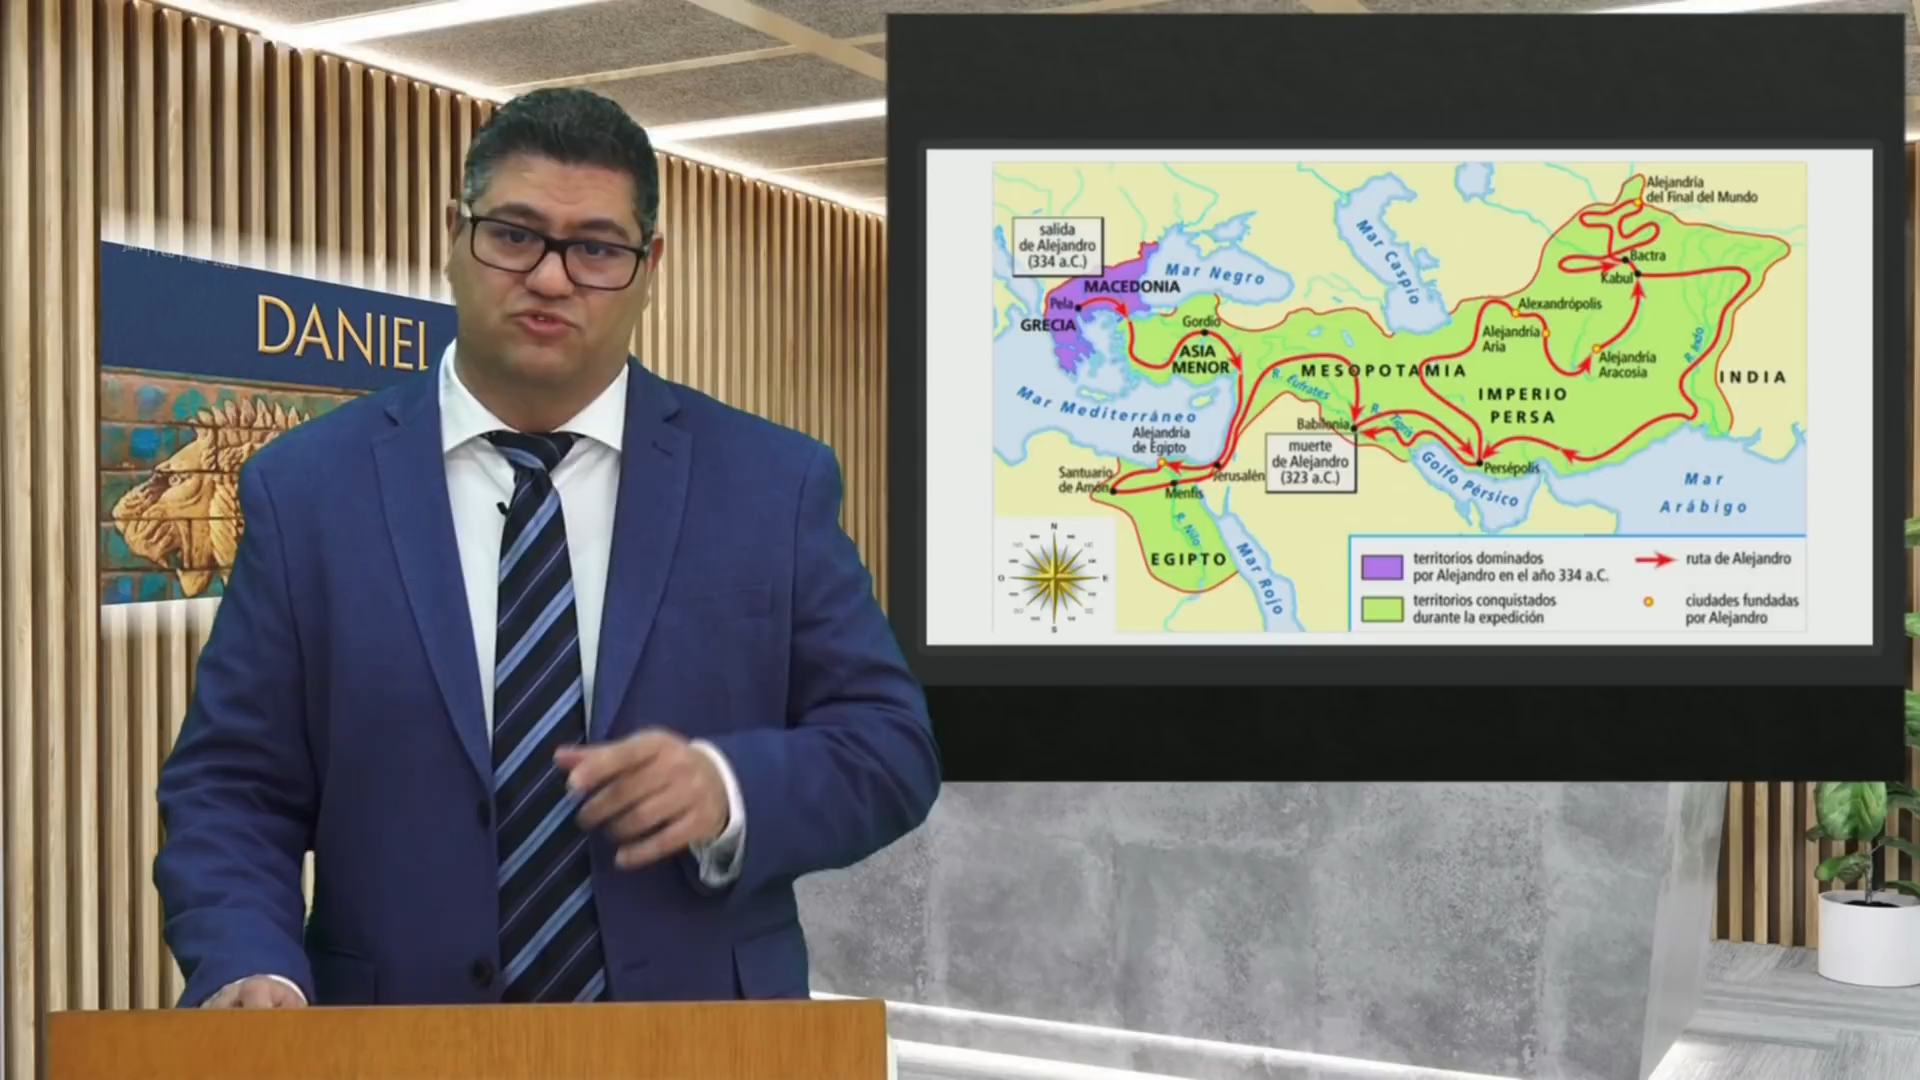 DANIEL
Alejandría
del Final del Mundo
salida
de Alejandro
(334 a.C.)
Mar Negro
Mar Caspio
Bactra
Kabul
MACEDONIA
Pela
GRECIA
Gordio
ASIA
MENOR
Alexandrópolis
Alejandría
Aria
Alejandría
Aracosia
R. Indo
INDIA
MESOPOTAMIA
R. Eufrates
IMPERIO
PERSA
Mar Mediterráneo
Alejandría
de Egipto
Babilonia
R. Tigris
muerte
de Alejandro
(323 a.C.)
Santuario
de Amón
Menfis
Jerusalén
Golfo Pérsico
Persépolis
Mar
Arábigo
R. Nilo
EGIPTO
Mar Rojo
N
O
E
S
territorios dominados
por Alejandro en el año 334 a.C.
territorios conquistados
durante la expedición
ruta de Alejandro
ciudades fundadas
por Alejandro